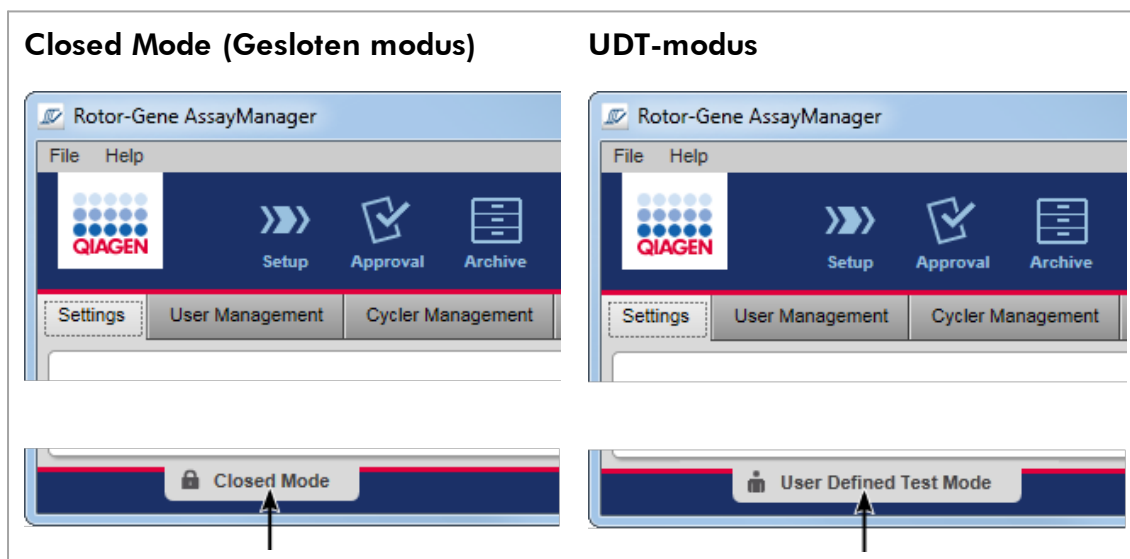 Closed Mode (Gesloten modus)
Rotor-Gene AssayManager
File Help
QIAGEN
Setup Approval Archive
Settings User Management Cycler Management
Closed Mode
UDT-modus
Rotor-Gene AssayManager
File Help
QIAGEN
Setup Approval Archive
Settings User Management Cycler Management
User Defined Test Mode